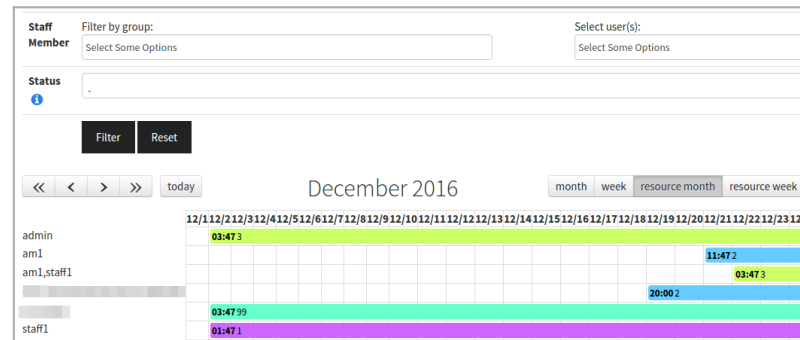 Staff Member
Filter by group:
Select user(s):
Select Some Options
Select Some Options
Status
-
Filter
Reset
today
December 2016
month
week
resource month
resource week
12/1 12/2 12/3 12/4 12/5 12/6 12/7 12/8 12/9 12/10 12/11 12/12 12/13 12/14 12/15 12/16 12/17 12/18 12/19 12/20 12/21 12/22 12/23
admin
03:47 3
am1
11:47 2
am1,staff1
03:47 3
20:00 2
03:47 99
staff1
01:47 1